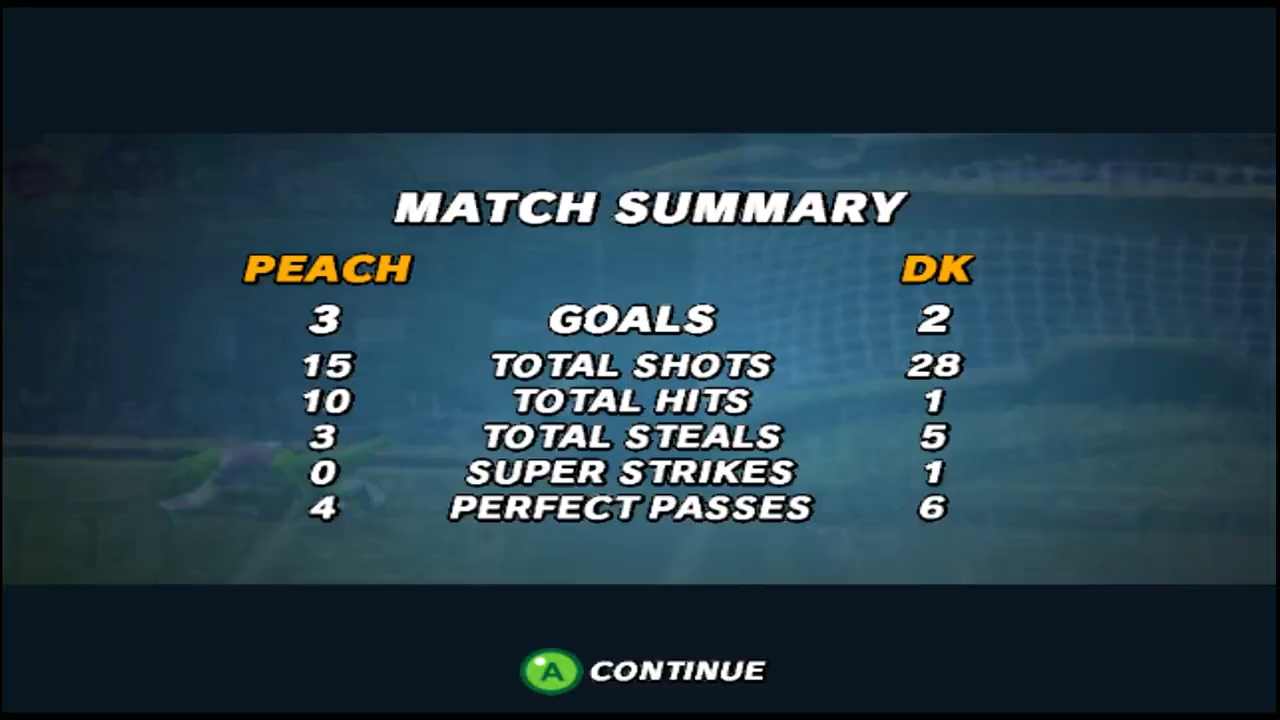 MATCH SUMMARY
PEACH DK
3 GOALS 2
15 TOTAL SHOTS 28
10 TOTAL HITS 1
3 TOTAL STEALS 5
0 SUPER STRIKES 1
4 PERFECT PASSES 6
A CONTINUE